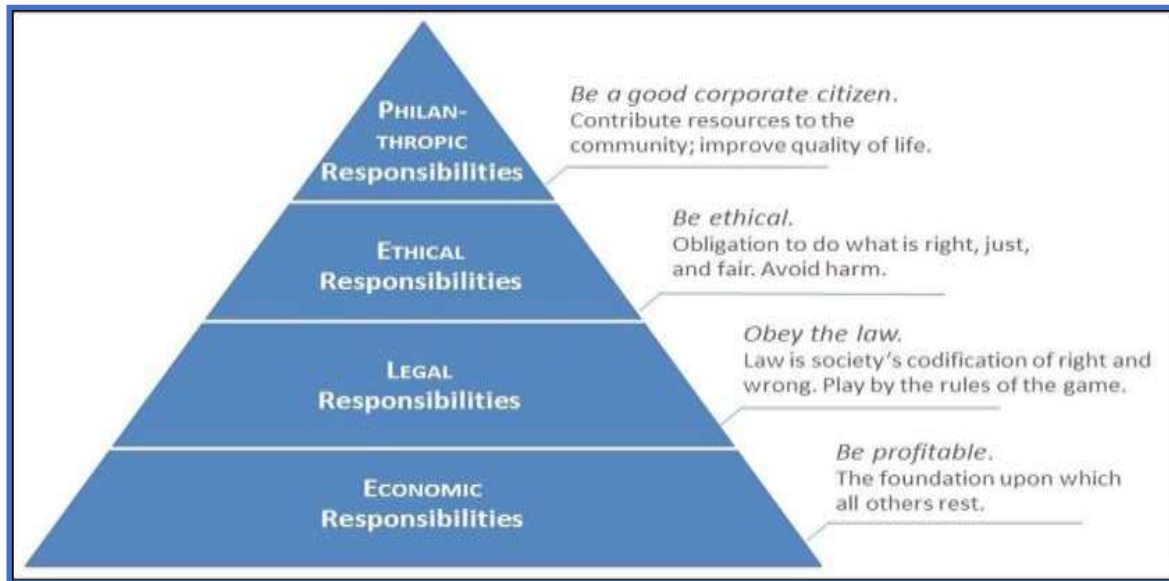 PHILAN-
THROPIC
Responsibilities
Be a good corporate citizen.
Contribute resources to the
community; improve quality of life.
ETHICAL
Responsibilities
Be ethical.
Obligation to do what is right, just,
and fair. Avoid harm.
LEGAL
Responsibilities
Obey the law.
Law is society's codification of right and
wrong. Play by the rules of the game.
ECONOMIC
Responsibilities
Be profitable.
The foundation upon which
all others rest.